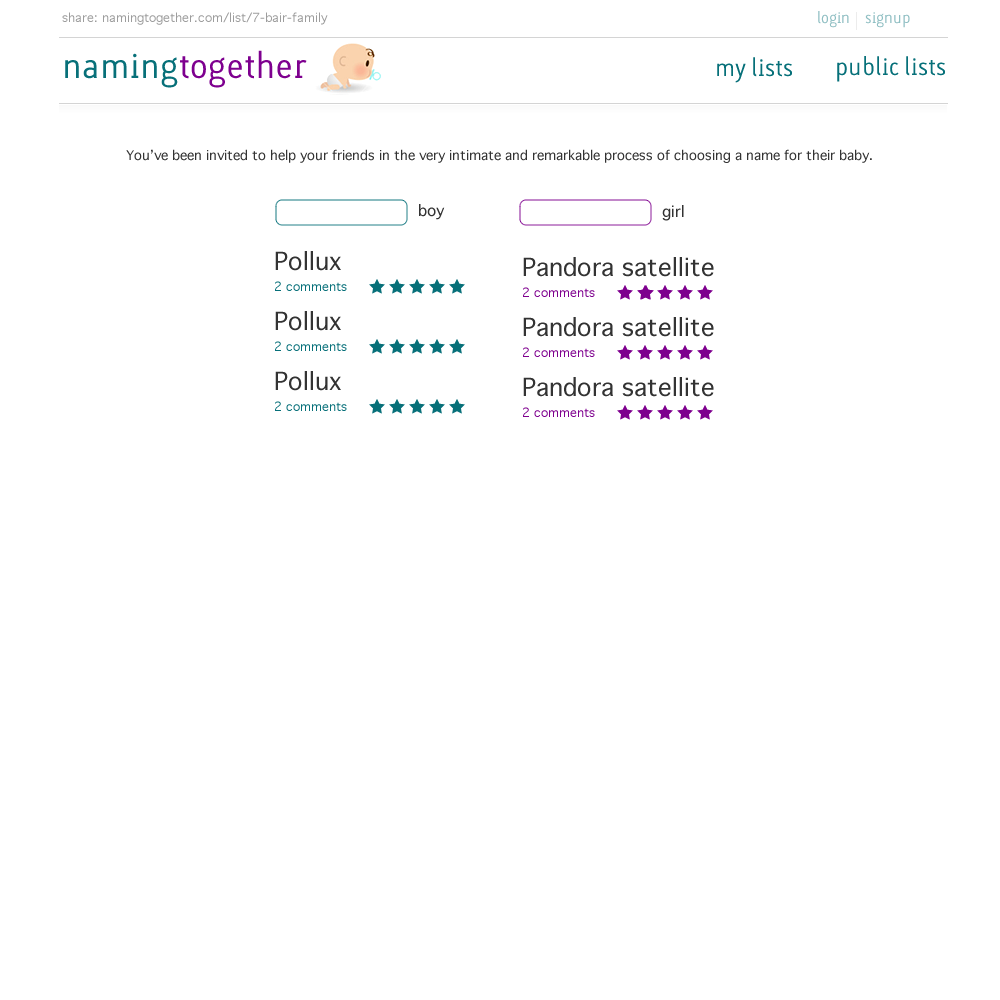 share: namingtogether.com/list/7-bair-family
login signup
namingtogether
my lists public lists
You've been invited to help your friends in the very intimate and remarkable process of choosing a name for their baby.
boy
girl
Pollux
2 comments
Pollux
2 comments
Pollux
2 comments
Pandora satellite
2 comments
Pandora satellite
2 comments
Pandora satellite
2 comments